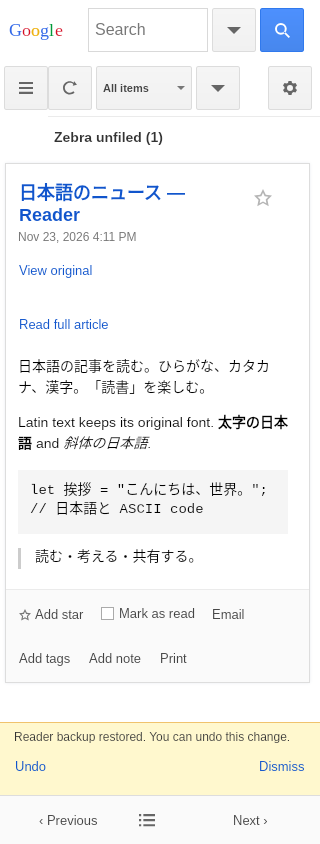 Google
Search
All items
Zebra unfiled (1)
日本語のニュース —
Reader
Nov 23, 2026 4:11 PM
View original
Read full article
日本語の記事を読む。ひらがな、カタカ
ナ、漢字。「読書」を楽しむ。
Latin text keeps its original font. 太字の日本
語 and 斜体の日本語.
let 挨拶 = "こんにちは、世界。";
// 日本語と ASCII code
読む・考える・共有する。
Add star Mark as read Email
Add tags Add note Print
Reader backup restored. You can undo this change.
Undo Dismiss
‹ Previous Next ›